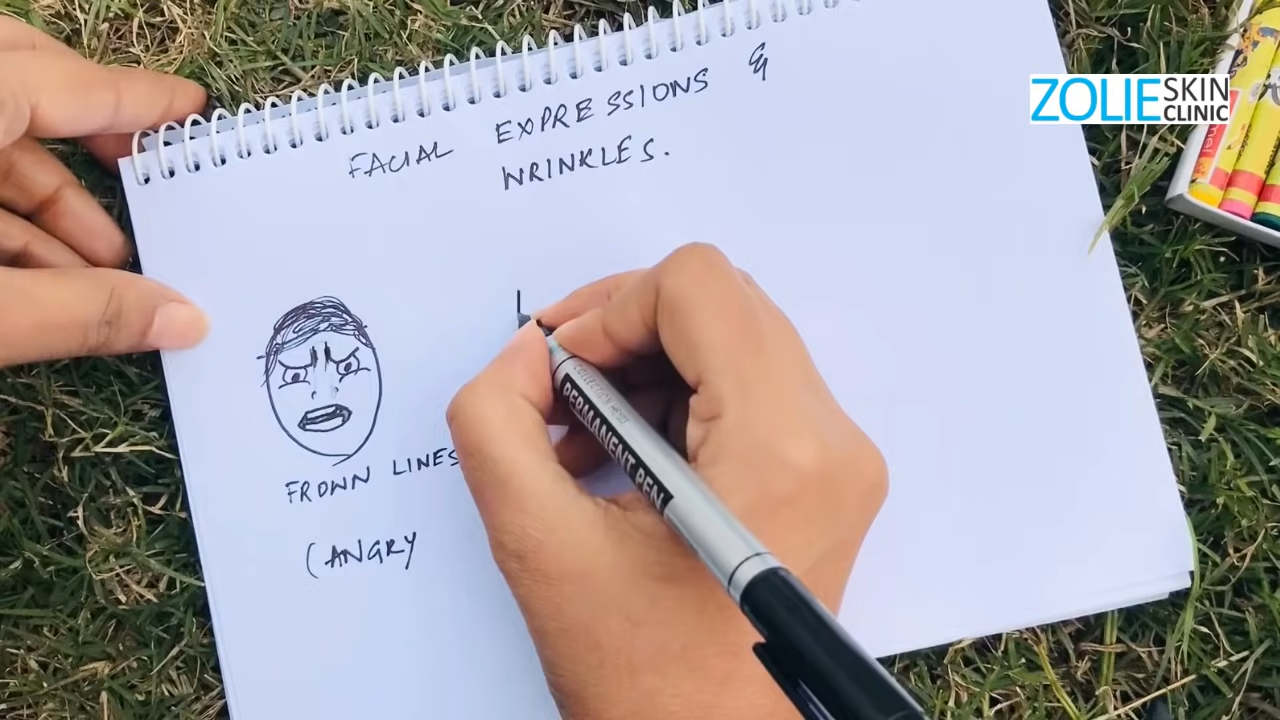 FACIAL EXPRESSIONS &
WRINKLES.
FROWN LINES
(ANGRY
PERMANENT PEN
ZOLIE SKIN
CLINIC